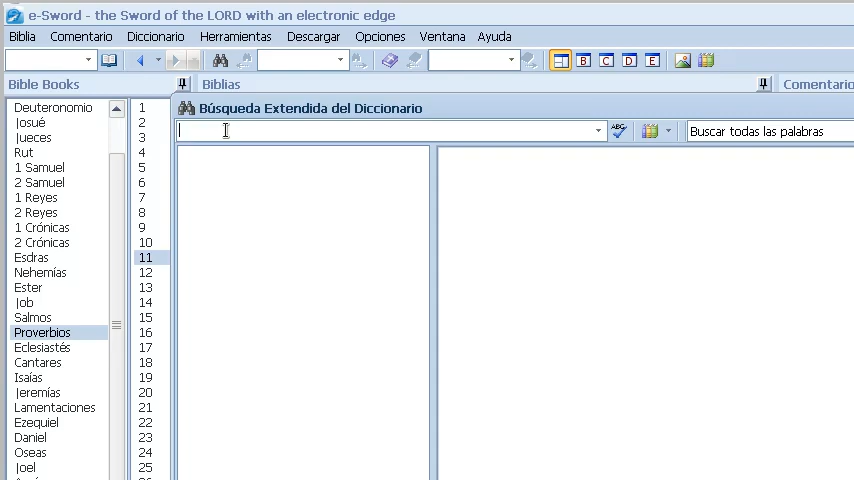 e-Sword - the Sword of the LORD with an electronic edge
Biblia Comentario Diccionario Herramientas Descargar Opciones Ventana Ayuda
B C D E
Bible Books Biblias Comentario
Búsqueda Extendida del Diccionario
ABC Buscar todas las palabras
Deuteronomio 1
Josué 2
Jueces 3
Rut 4
1 Samuel 5
2 Samuel 6
1 Reyes 7
2 Reyes 8
1 Crónicas 9
2 Crónicas 10
Esdras 11
Nehemías 12
Ester 13
Job 14
Salmos 15
Proverbios 16
Eclesiastés 17
Cantares 18
Isaías 19
Jeremías 20
Lamentaciones 21
Ezequiel 22
Daniel 23
Oseas 24
Joel 25